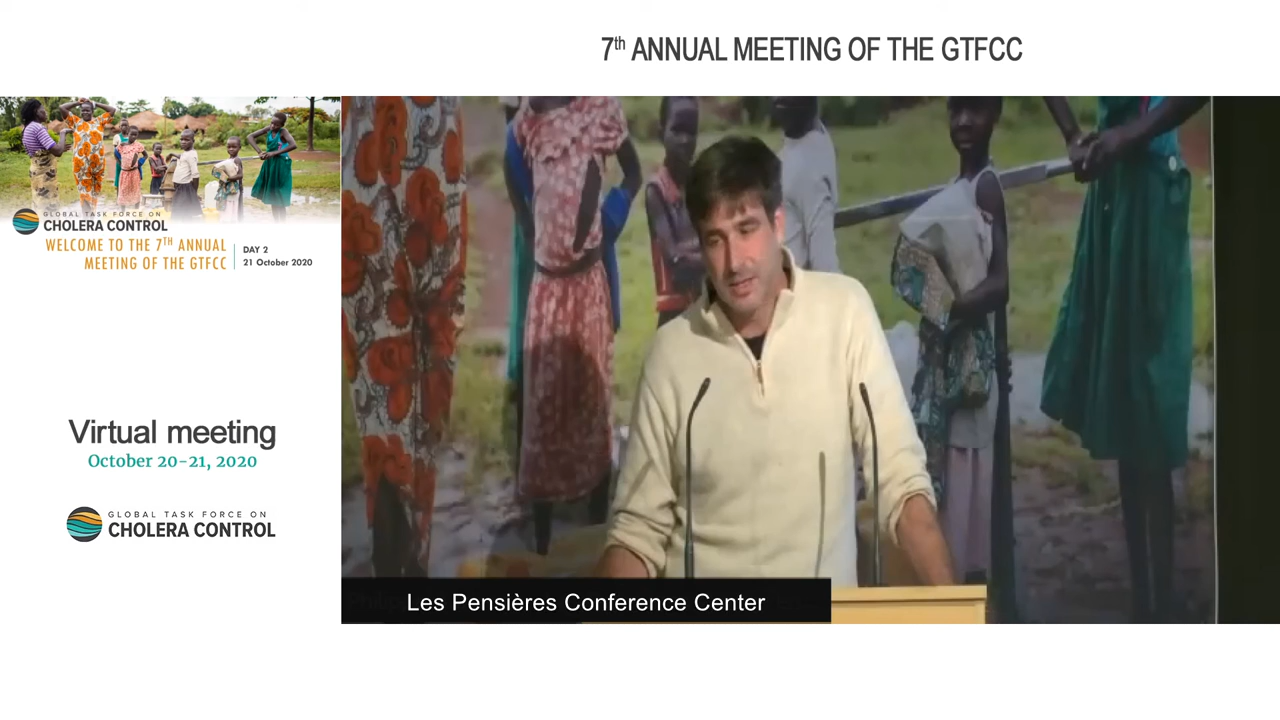 7th ANNUAL MEETING OF THE GTFCC
GLOBAL TASK FORCE ON
CHOLERA CONTROL
WELCOME TO THE 7TH ANNUAL
MEETING OF THE GTFCC
DAY 2
21 October 2020
Virtual meeting
October 20-21, 2020
GLOBAL TASK FORCE ON
CHOLERA CONTROL
Les Pensières Conference Center